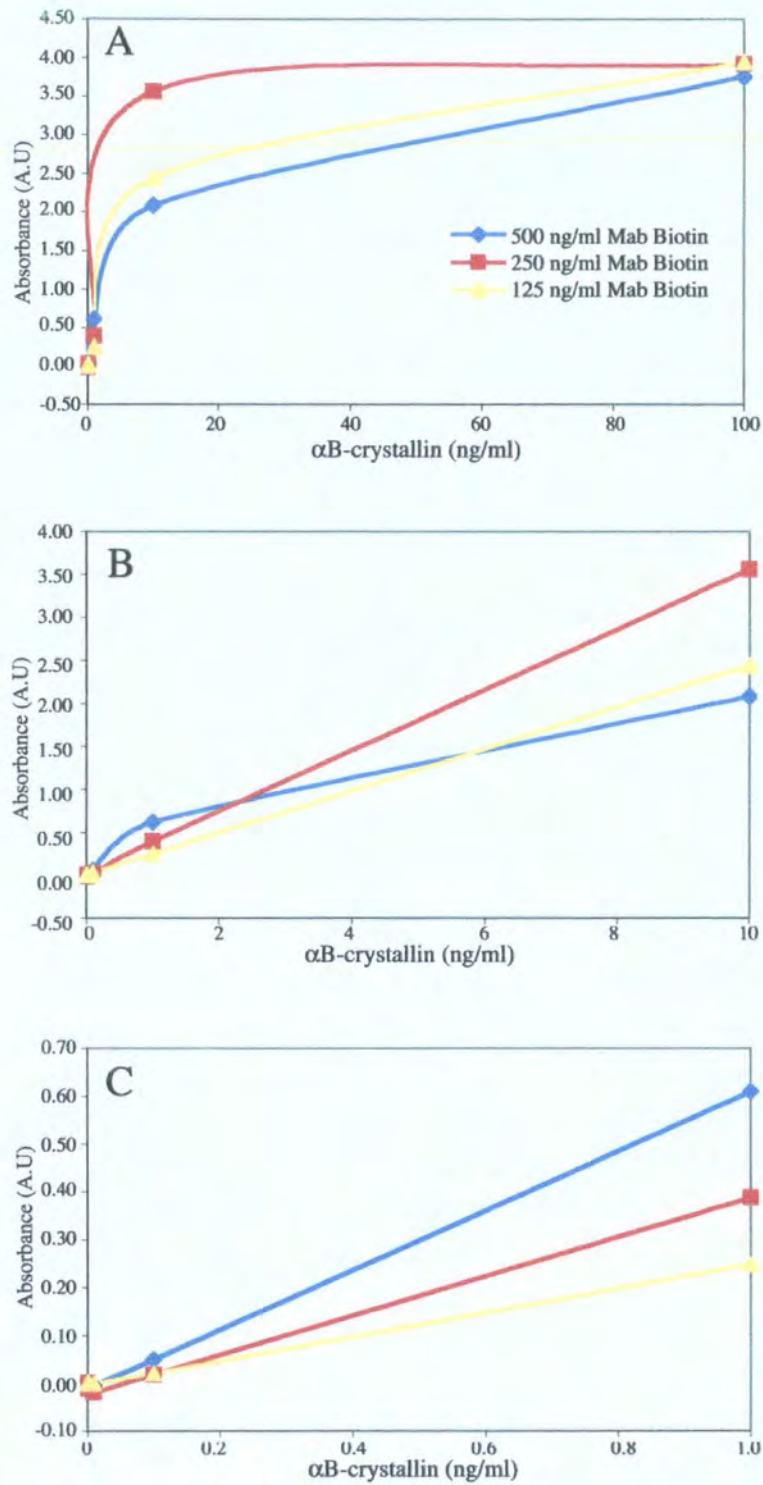 A
Absorbance (A.U)
4.50
4.00
3.50
3.00
2.50
2.00
1.50
1.00
0.50
0.00
-0.50
500 ng/ml Mab Biotin
250 ng/ml Mab Biotin
125 ng/ml Mab Biotin
0 20 40 60 80 100
αB-crystallin (ng/ml)
B
Absorbance (A.U)
4.00
3.50
3.00
2.50
2.00
1.50
1.00
0.50
0.00
-0.50
0 2 4 6 8 10
αB-crystallin (ng/ml)
C
Absorbance (A.U)
0.70
0.60
0.50
0.40
0.30
0.20
0.10
0.00
-0.10
0 0.2 0.4 0.6 0.8 1.0
αB-crystallin (ng/ml)